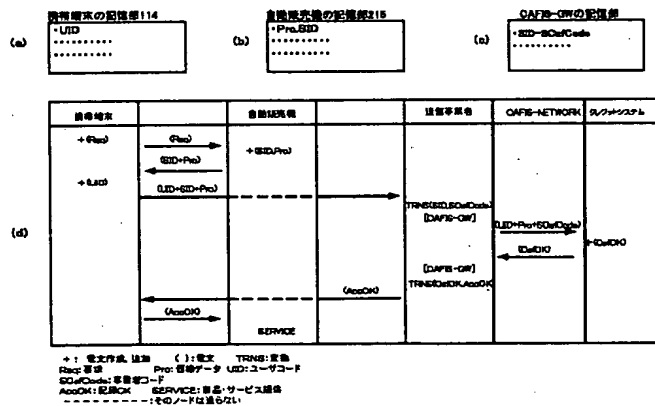 携帯端末の記憶部114
自動販売機の記憶部215
CAFIS-GWの記憶部
(a)
・UID
(b)
・Pro,SID
(c)
・SID-SCafCode
携帯端末
自動販売機
通信事業者
CAFIS-NETWORK
クレジットシステム
(d)
+(Req)
(Req)
+(SID,Pro)
(SID+Pro)
+(UID)
(UID+SID+Pro)
TRNS(SID,SCafCode)
[CAFIS-GW]
(UID+Pro+SCafCode)
+(CafOK)
(CafOK)
[CAFIS-GW]
TRNS(CafOK,AccOK)
(AccOK)
(AccOK)
SERVICE
+: 電文作成,追加 ( ):電文 TRNS:変換
Req:要求 Pro:価格データ UID:ユーザコード
SCafCode:事業者コード
AccOK:記録OK SERVICE:商品・サービス提供
:そのノードは通らない